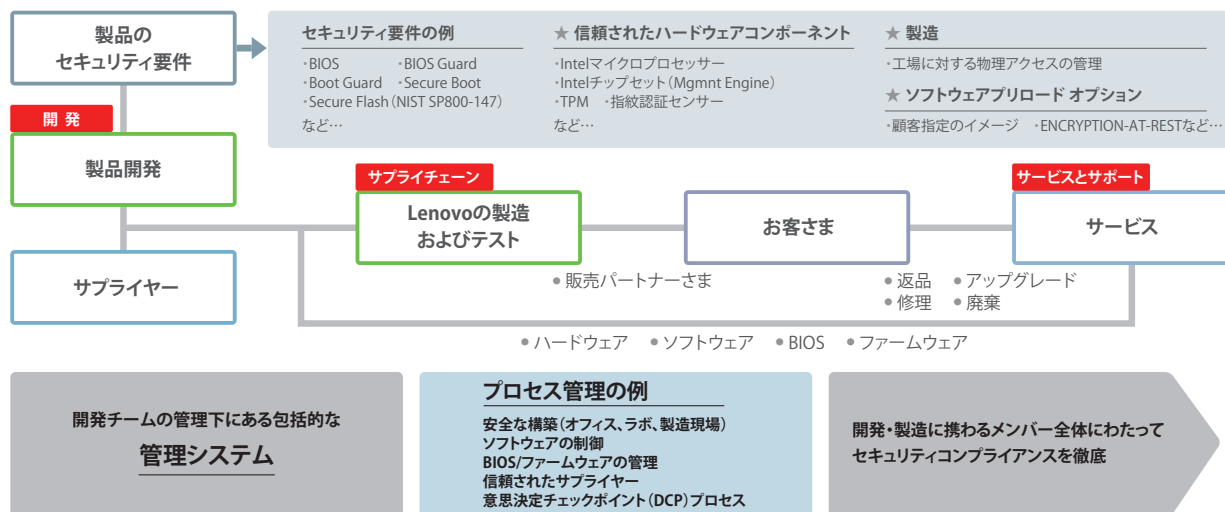 製品の
セキュリティ要件
セキュリティ要件の例
・BIOS ・BIOS Guard
・Boot Guard ・Secure Boot
・Secure Flash(NIST SP800-147)
など…
★ 信頼されたハードウェアコンポーネント
・Intelマイクロプロセッサー
・Intelチップセット(Mgmnt Engine)
・TPM ・指紋認証センサー
など…
★ 製造
・工場に対する物理アクセスの管理
★ ソフトウェアプリロード オプション
・顧客指定のイメージ ・ENCRYPTION-AT-RESTなど…
開 発
製品開発
サプライヤー
サプライチェーン
Lenovoの製造
およびテスト
お客さま
サービスとサポート
サービス
● 販売パートナーさま
● 返品 ● アップグレード
● 修理 ● 廃棄
● ハードウェア ● ソフトウェア ● BIOS ● ファームウェア
開発チームの管理下にある包括的な
管理システム
プロセス管理の例
安全な構築(オフィス、ラボ、製造現場)
ソフトウェアの制御
BIOS/ファームウェアの管理
信頼されたサプライヤー
意思決定チェックポイント(DCP)プロセス
開発・製造に携わるメンバー全体にわたって
セキュリティコンプライアンスを徹底